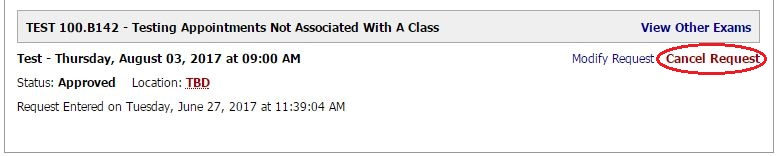 TEST 100.B142 - Testing Appointments Not Associated With A Class View Other Exams
Test - Thursday, August 03, 2017 at 09:00 AM Modify Request Cancel Request
Status: Approved Location: TBD
Request Entered on Tuesday, June 27, 2017 at 11:39:04 AM